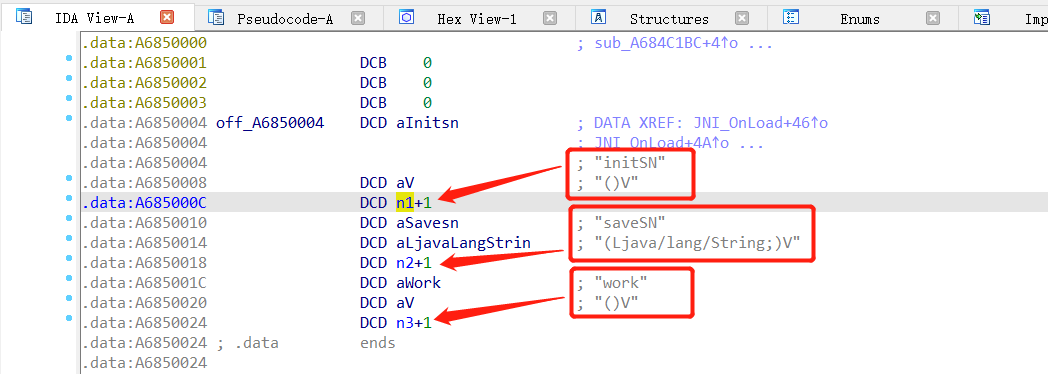 IDA View-A Pseudocode-A Hex View-1 Structures Enums Imp
.data:A6850000 ; sub_A684C1BC+4↑o ...
.data:A6850001 DCB 0
.data:A6850002 DCB 0
.data:A6850003 DCB 0
.data:A6850004 off_A6850004 DCD aInitsn ; DATA XREF: JNI_OnLoad+46↑o
.data:A6850004 ; JNI_OnLoad+4A↑o ...
.data:A6850004 ; "initSN"
.data:A6850008 DCD aV ; "()V"
.data:A685000C DCD n1+1
.data:A6850010 DCD aSavesn ; "saveSN"
.data:A6850014 DCD aLjavaLangStrin ; "(Ljava/lang/String;)V"
.data:A6850018 DCD n2+1
.data:A685001C DCD aWork ; "work"
.data:A6850020 DCD aV ; "()V"
.data:A6850024 DCD n3+1
.data:A6850024 ; .data ends
.data:A6850024